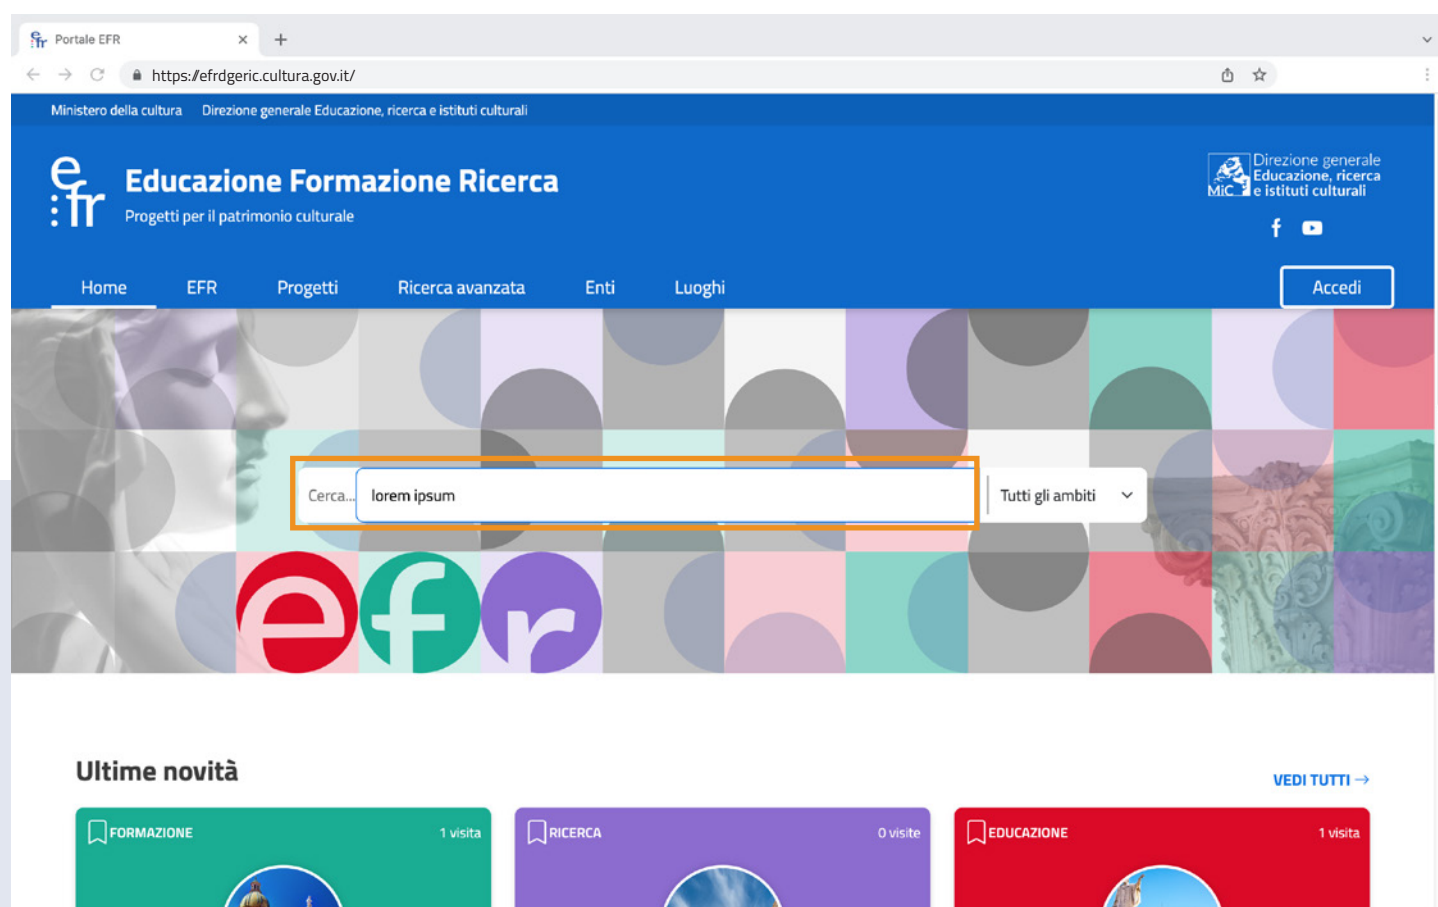 efr Portale EFR × +
https://efrdgeric.cultura.gov.it/
Ministero della cultura Direzione generale Educazione, ricerca e istituti culturali
efr
Educazione Formazione Ricerca
Progetti per il patrimonio culturale
MiC
Direzione generale
Educazione, ricerca
e istituti culturali
Home EFR Progetti Ricerca avanzata Enti Luoghi Accedi
Cerca... lorem ipsum Tutti gli ambiti
efr
Ultime novità
VEDI TUTTI →
FORMAZIONE 1 visita RICERCA 0 visite EDUCAZIONE 1 visita